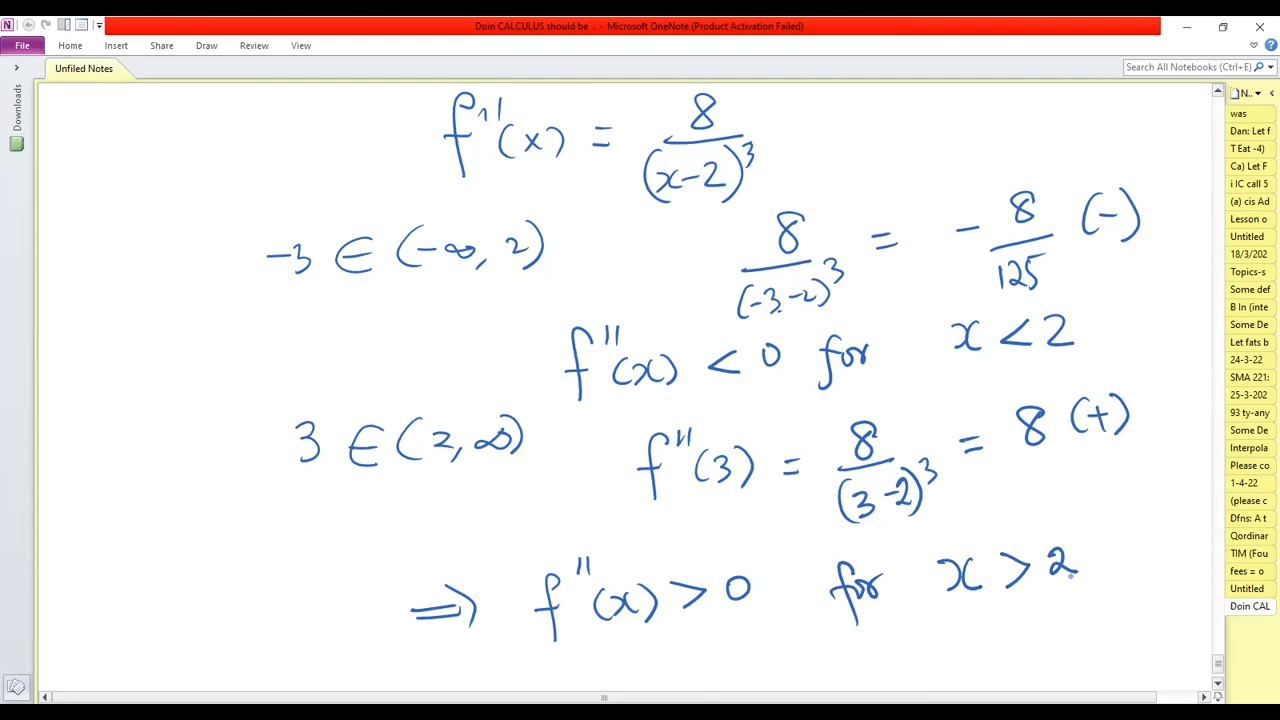 Doin CALCULUS should be . . - Microsoft OneNote (Product Activation Failed)
File Home Insert Share Draw Review View
Unfiled Notes
Search All Notebooks (Ctrl+E)
Downloads
f''(x) = 8/(x-2)^3
-3 ∈ (-∞, 2) 8/(-3-2)^3 = -8/125 (-)
f''(x) < 0 for x < 2
3 ∈ (2, ∞) f''(3) = 8/(3-2)^3 = 8 (+)
⇒ f''(x) > 0 for x > 2
N..
was
Dan: Let f
T Eat -4)
Ca) Let F
i IC call 5
(a) cis Ad
Lesson o
Untitled
18/3/202
Topics-s
Some def
B In (inte
Some De
Let fats b
24-3-22
SMA 221:
25-3-202
93 ty-any
Some De
Interpola
Please co
1-4-22
(please c
Dfns: A t
Qordinar
TIM (Fou
fees = o
Untitled
Doin CAL